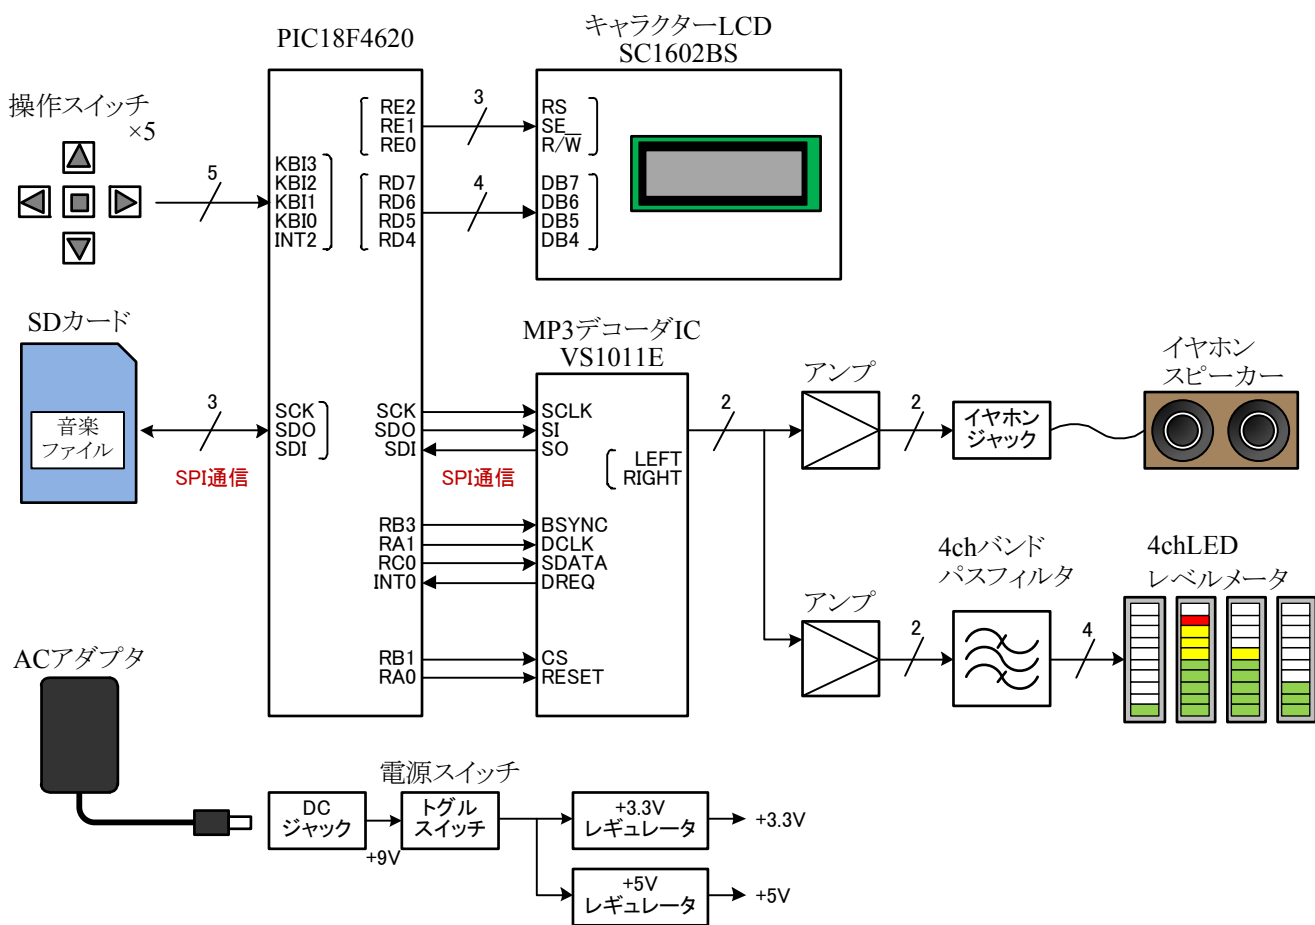 PIC18F4620
キャラクターLCD
SC1602BS
操作スイッチ
×5
5
KBI3
KBI2
KBI1
KBI0
INT2
RE2
RE1
RE0
RD7
RD6
RD5
RD4
3
4
RS
SE
R/W
DB7
DB6
DB5
DB4
SDカード
音楽
ファイル
3
SPI通信
SCK
SDO
SDI
SCK
SDO
SDI
SPI通信
RB3
RA1
RC0
INT0
RB1
RA0
MP3デコーダIC
VS1011E
SCLK
SI
SO
LEFT
RIGHT
BSYNC
DCLK
SDATA
DREQ
CS
RESET
2
アンプ
2
イヤホン
ジャック
イヤホン
スピーカー
アンプ
2
4chバンド
パスフィルタ
4
4chLED
レベルメータ
ACアダプタ
DC
ジャック
+9V
電源スイッチ
トグル
スイッチ
+3.3V
レギュレータ
+3.3V
+5V
レギュレータ
+5V